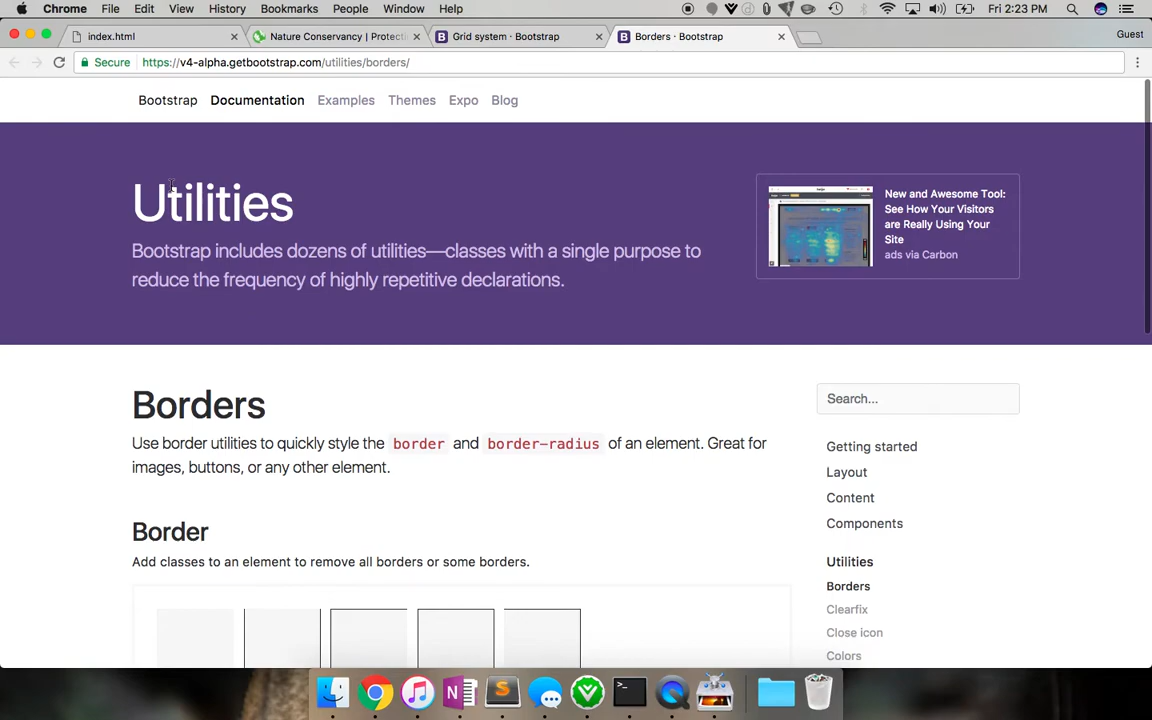 Chrome File Edit View History Bookmarks People Window Help Fri 2:23 PM
index.html Nature Conservancy | Protecti Grid system · Bootstrap Borders · Bootstrap Guest
Secure https://v4-alpha.getbootstrap.com/utilities/borders/
Bootstrap Documentation Examples Themes Expo Blog
Utilities
Bootstrap includes dozens of utilities—classes with a single purpose to
reduce the frequency of highly repetitive declarations.
New and Awesome Tool:
See How Your Visitors
are Really Using Your
Site
ads via Carbon
Borders
Use border utilities to quickly style the border and border-radius of an element. Great for
images, buttons, or any other element.
Border
Add classes to an element to remove all borders or some borders.
Search...
Getting started
Layout
Content
Components
Utilities
Borders
Clearfix
Close icon
Colors